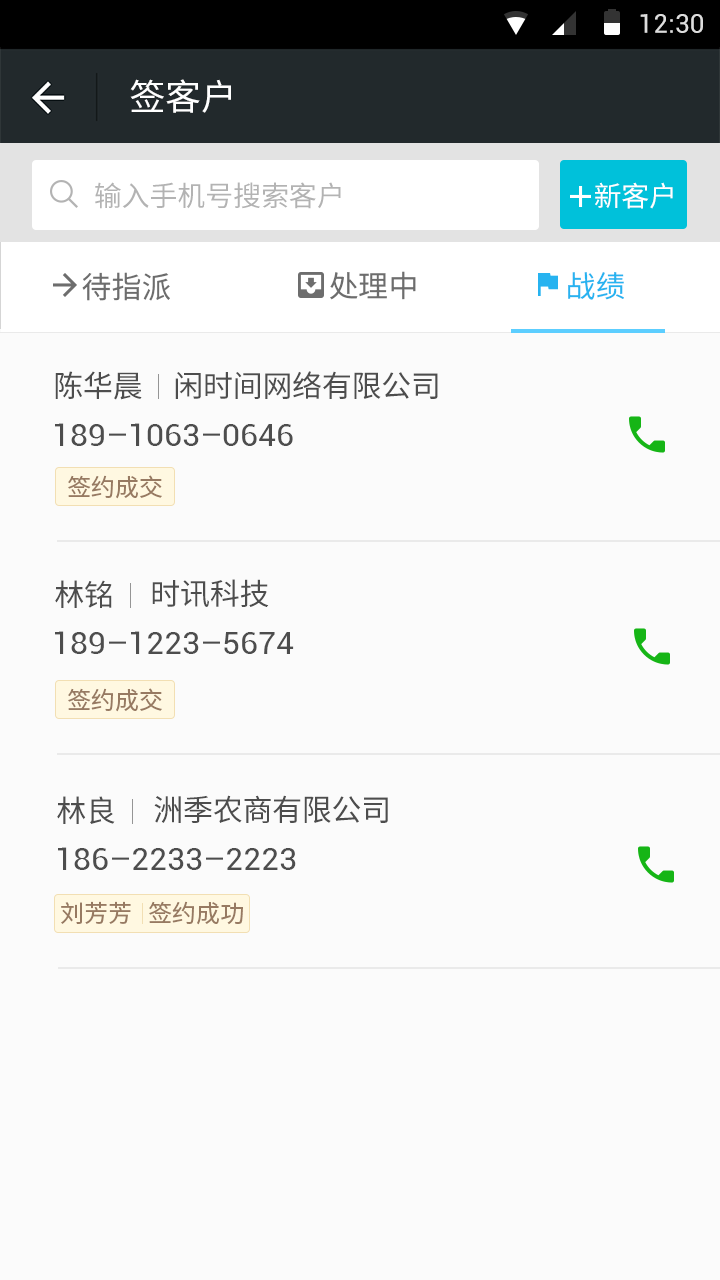 12:30
签客户
输入手机号搜索客户
+新客户
待指派
处理中
战绩
陈华晨 | 闲时间网络有限公司
189-1063-0646
签约成交
林铭 | 时讯科技
189-1223-5674
签约成交
林良 | 洲季农商有限公司
186-2233-2223
刘芳芳 | 签约成功